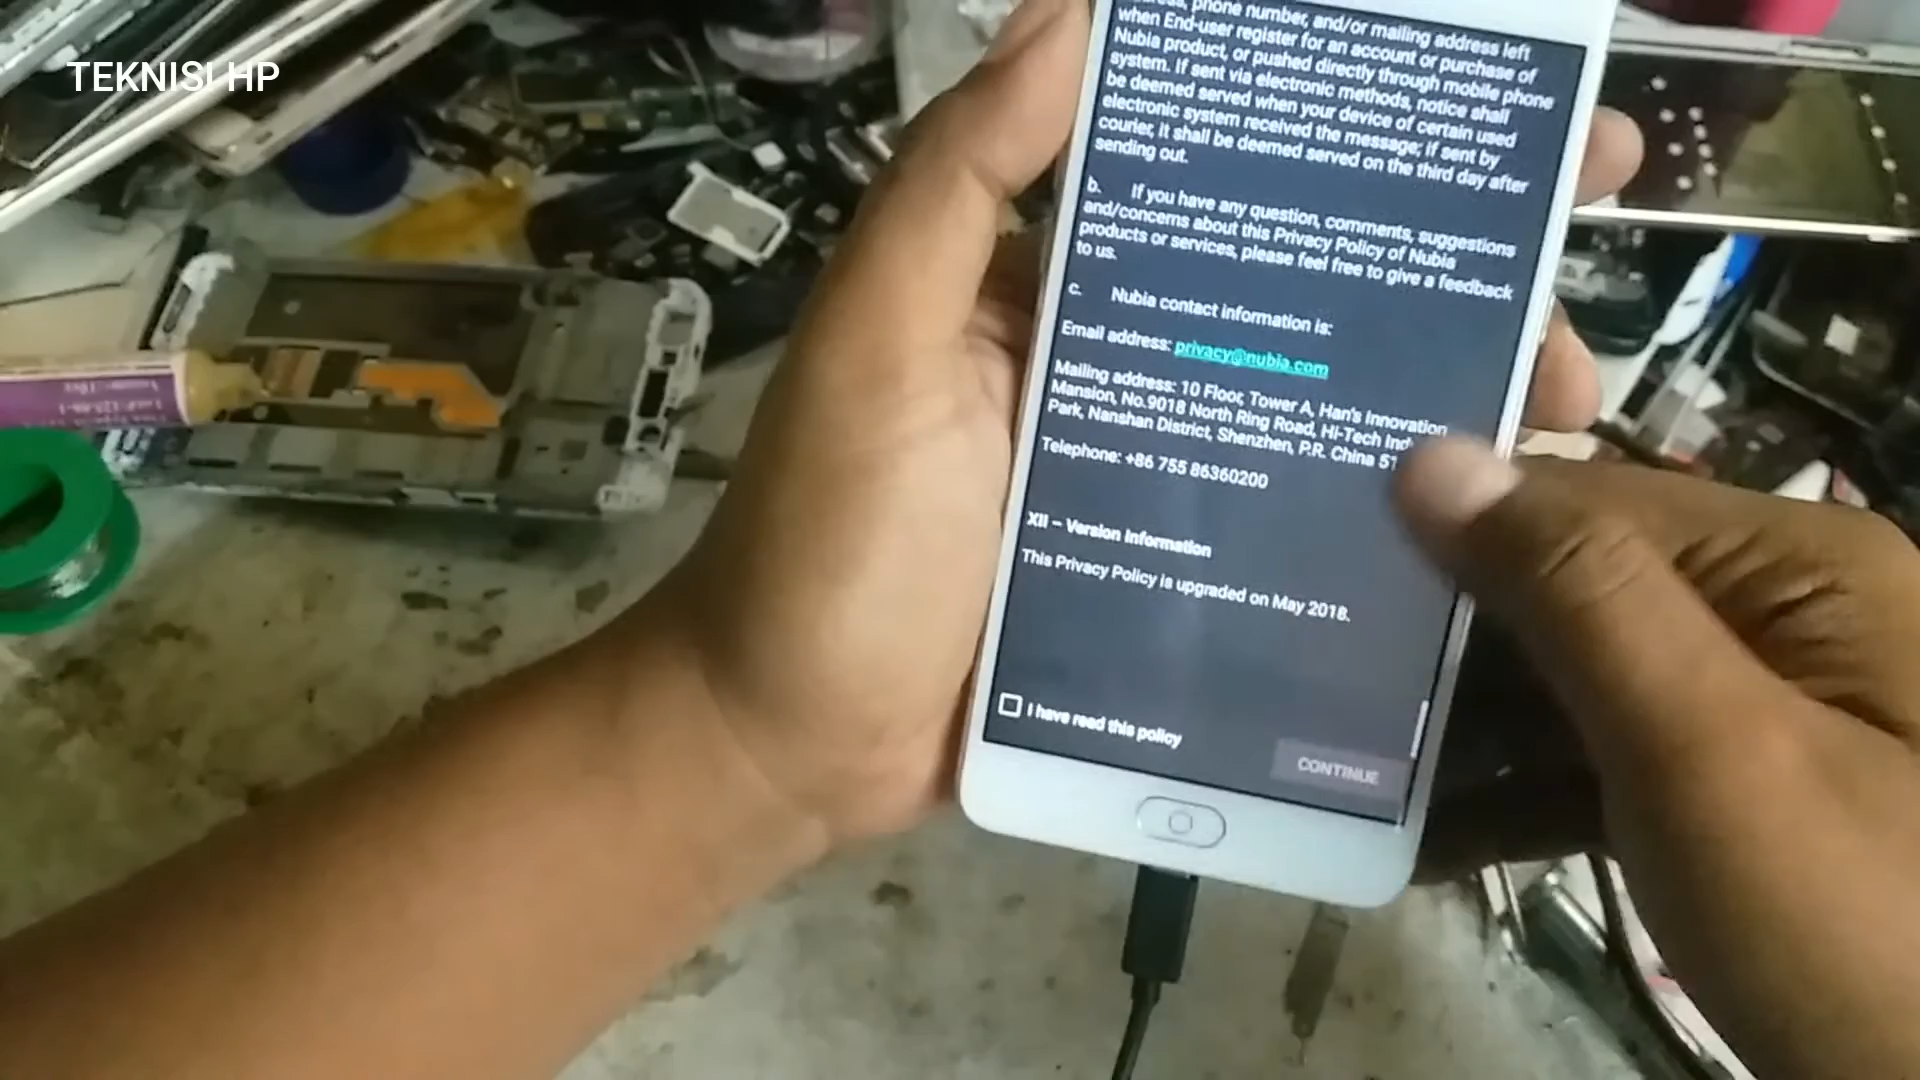 TEKNISI HP
phone number, and/or mailing address left
when End-user register for an account or purchase of
Nubia product, or pushed directly through mobile phone
system. If sent via electronic methods, notice shall
be deemed served when your device of certain used
electronic system received the message; if sent by
courier, it shall be deemed served on the third day after
sending out.
b. If you have any question, comments, suggestions
and/concerns about this Privacy Policy of Nubia
products or services, please feel free to give a feedback
to us.
c. Nubia contact information is:
Email address: privacy@nubia.com
Mailing address: 10 Floor, Tower A, Han's Innovation
Mansion, No.9018 North Ring Road, Hi-Tech
Park, Nanshan District, Shenzhen, P.R. China
Telephone: +86 755 86360200
XII – Version Information
This Privacy Policy is upgraded on May 2018.
I have read this policy
CONTINUE